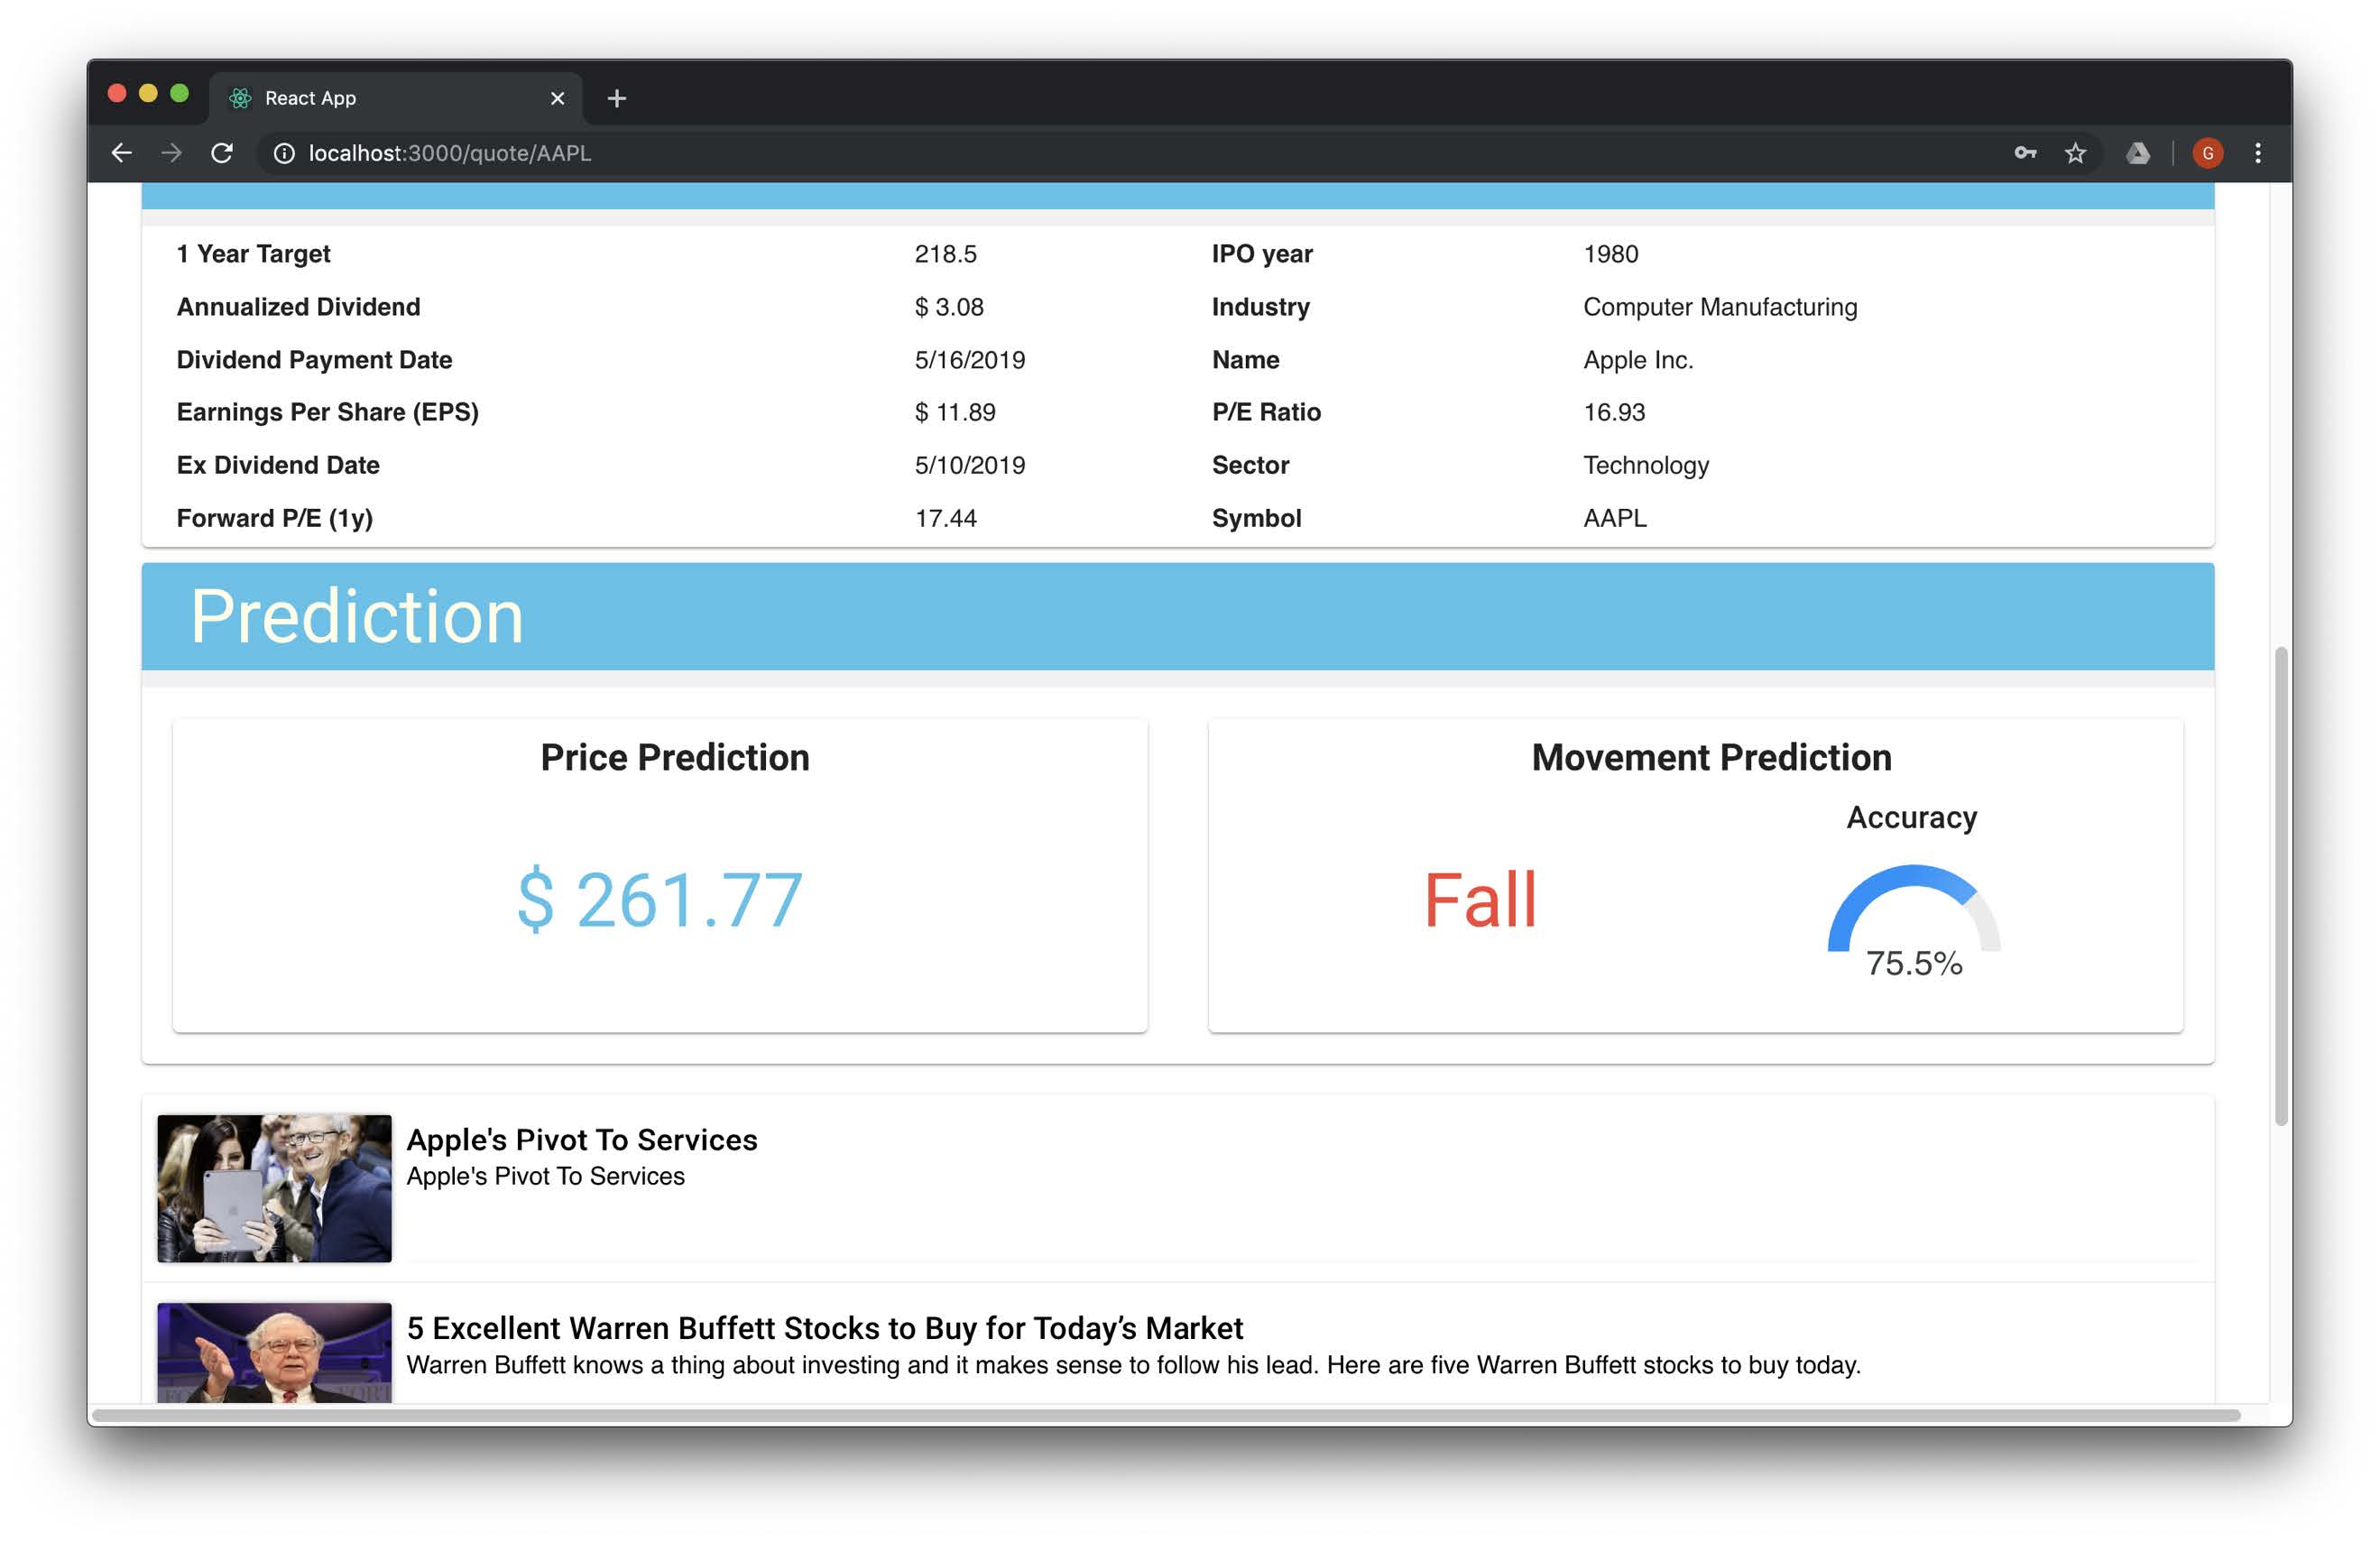 React App
localhost:3000/quote/AAPL
G
1 Year Target 218.5 IPO year 1980
Annualized Dividend $ 3.08 Industry Computer Manufacturing
Dividend Payment Date 5/16/2019 Name Apple Inc.
Earnings Per Share (EPS) $ 11.89 P/E Ratio 16.93
Ex Dividend Date 5/10/2019 Sector Technology
Forward P/E (1y) 17.44 Symbol AAPL
Prediction
Price Prediction
$ 261.77
Movement Prediction
Accuracy
Fall
75.5%
Apple's Pivot To Services
Apple's Pivot To Services
5 Excellent Warren Buffett Stocks to Buy for Today’s Market
Warren Buffett knows a thing about investing and it makes sense to follow his lead. Here are five Warren Buffett stocks to buy today.